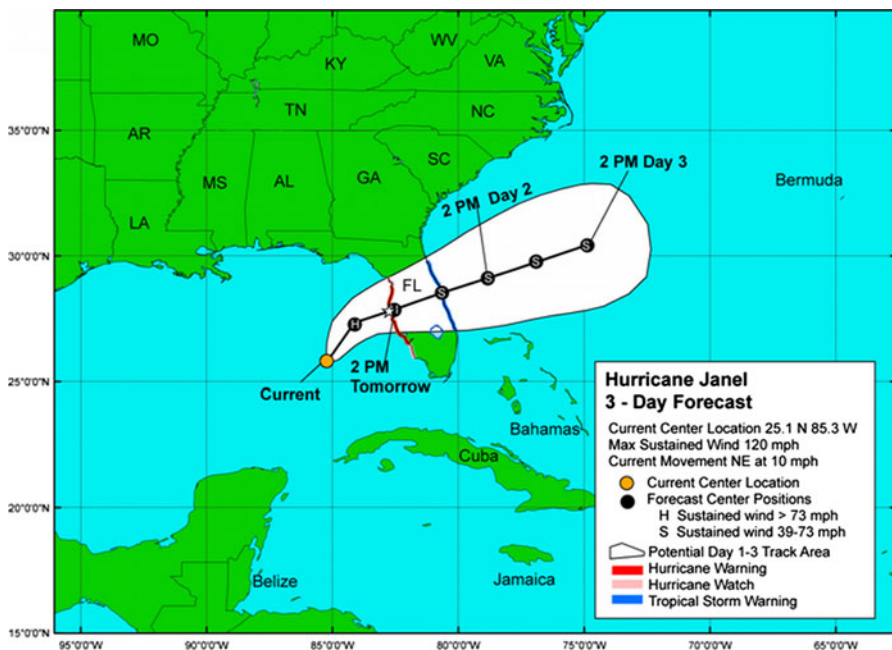 MO
WV
KY
VA
TN
NC
AR
SC
MS
AL
GA
LA
35°0'0"N
30°0'0"N
25°0'0"N
20°0'0"N
15°0'0"N
2 PM Day 3
2 PM Day 2
Bermuda
FL
H
H
S
S
S
S
Current
2 PM
Tomorrow
Bahamas
Cuba
Belize
Jamaica
Hurricane Janel
3 - Day Forecast
Current Center Location 25.1 N 85.3 W
Max Sustained Wind 120 mph
Current Movement NE at 10 mph
Current Center Location
Forecast Center Positions
H Sustained wind > 73 mph
S Sustained wind 39-73 mph
Potential Day 1-3 Track Area
Hurricane Warning
Hurricane Watch
Tropical Storm Warning
95°0'0"W
90°0'0"W
85°0'0"W
80°0'0"W
75°0'0"W
70°0'0"W
65°0'0"W